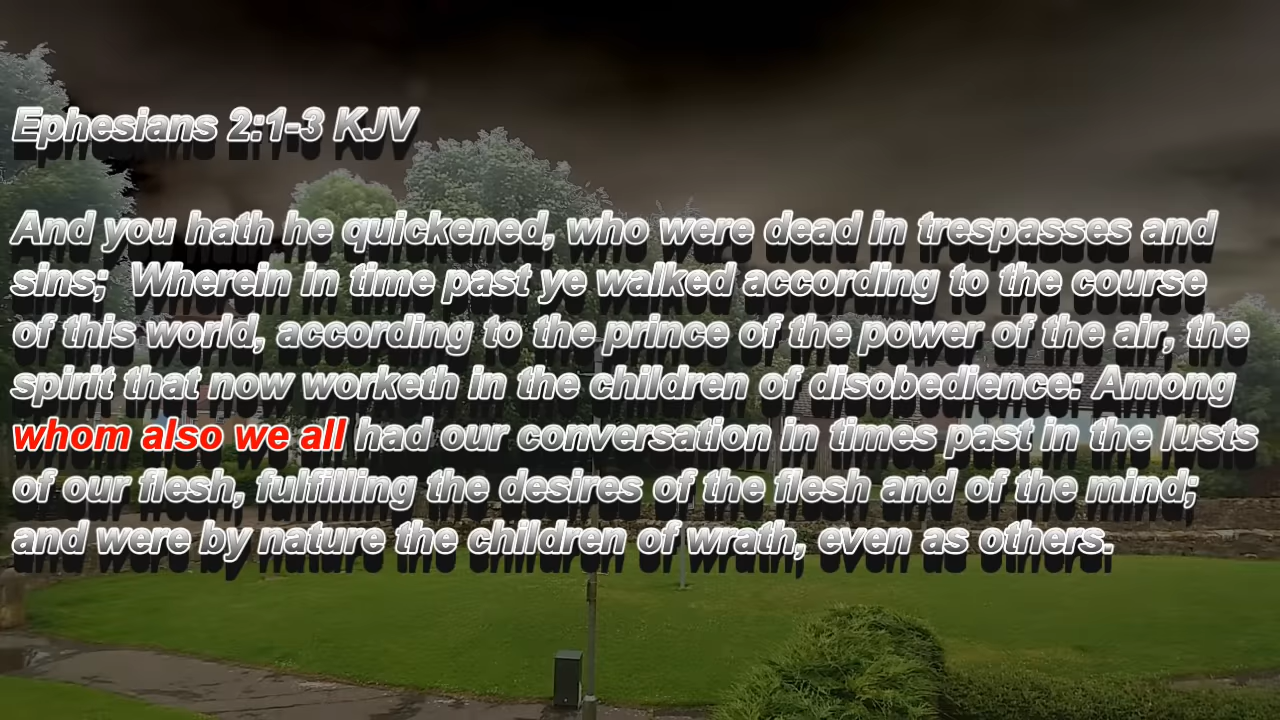 Ephesians 2:1-3 KJV
And you hath he quickened, who were dead in trespasses and
sins;  Wherein in time past ye walked according to the course
of this world, according to the prince of the power of the air, the
spirit that now worketh in the children of disobedience: Among
whom also we all had our conversation in times past in the lusts
of our flesh, fulfilling the desires of the flesh and of the mind;
and were by nature the children of wrath, even as others.